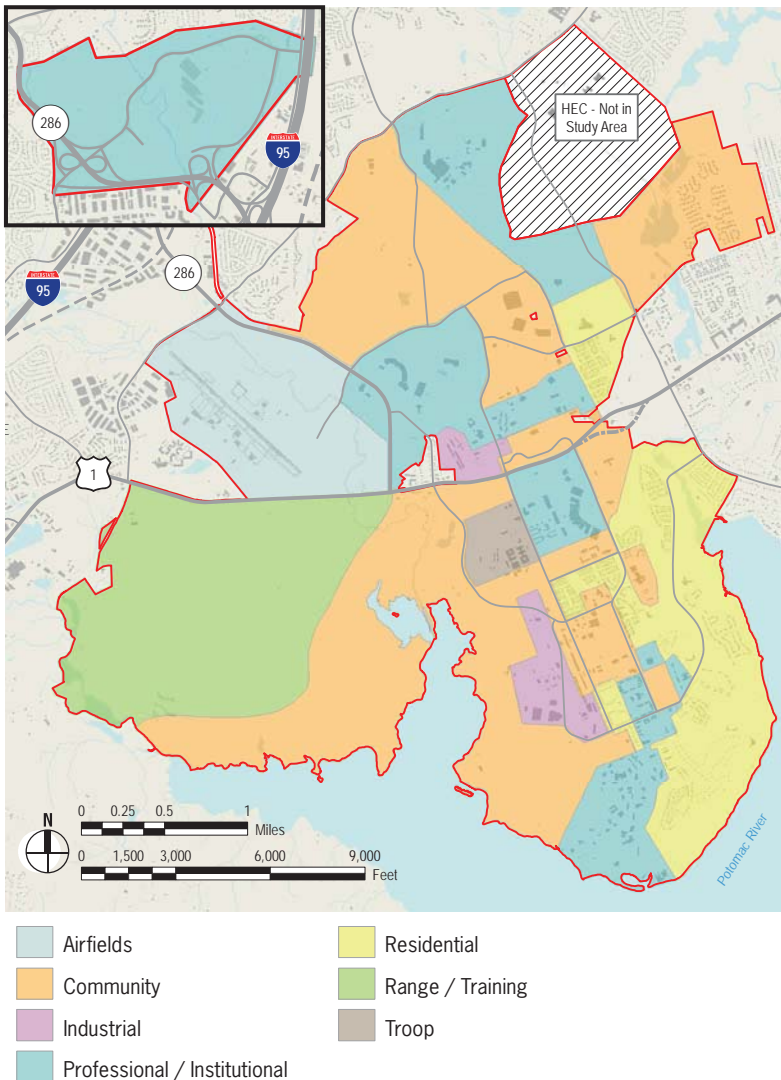 286
INTERSTATE
95
HEC - Not in
Study Area
INTERSTATE
95
286
E
1
N
0 0.25 0.5 1
Miles
0 1,500 3,000 6,000 9,000
Feet
Potomac River
Airfields
Community
Industrial
Professional / Institutional
Residential
Range / Training
Troop